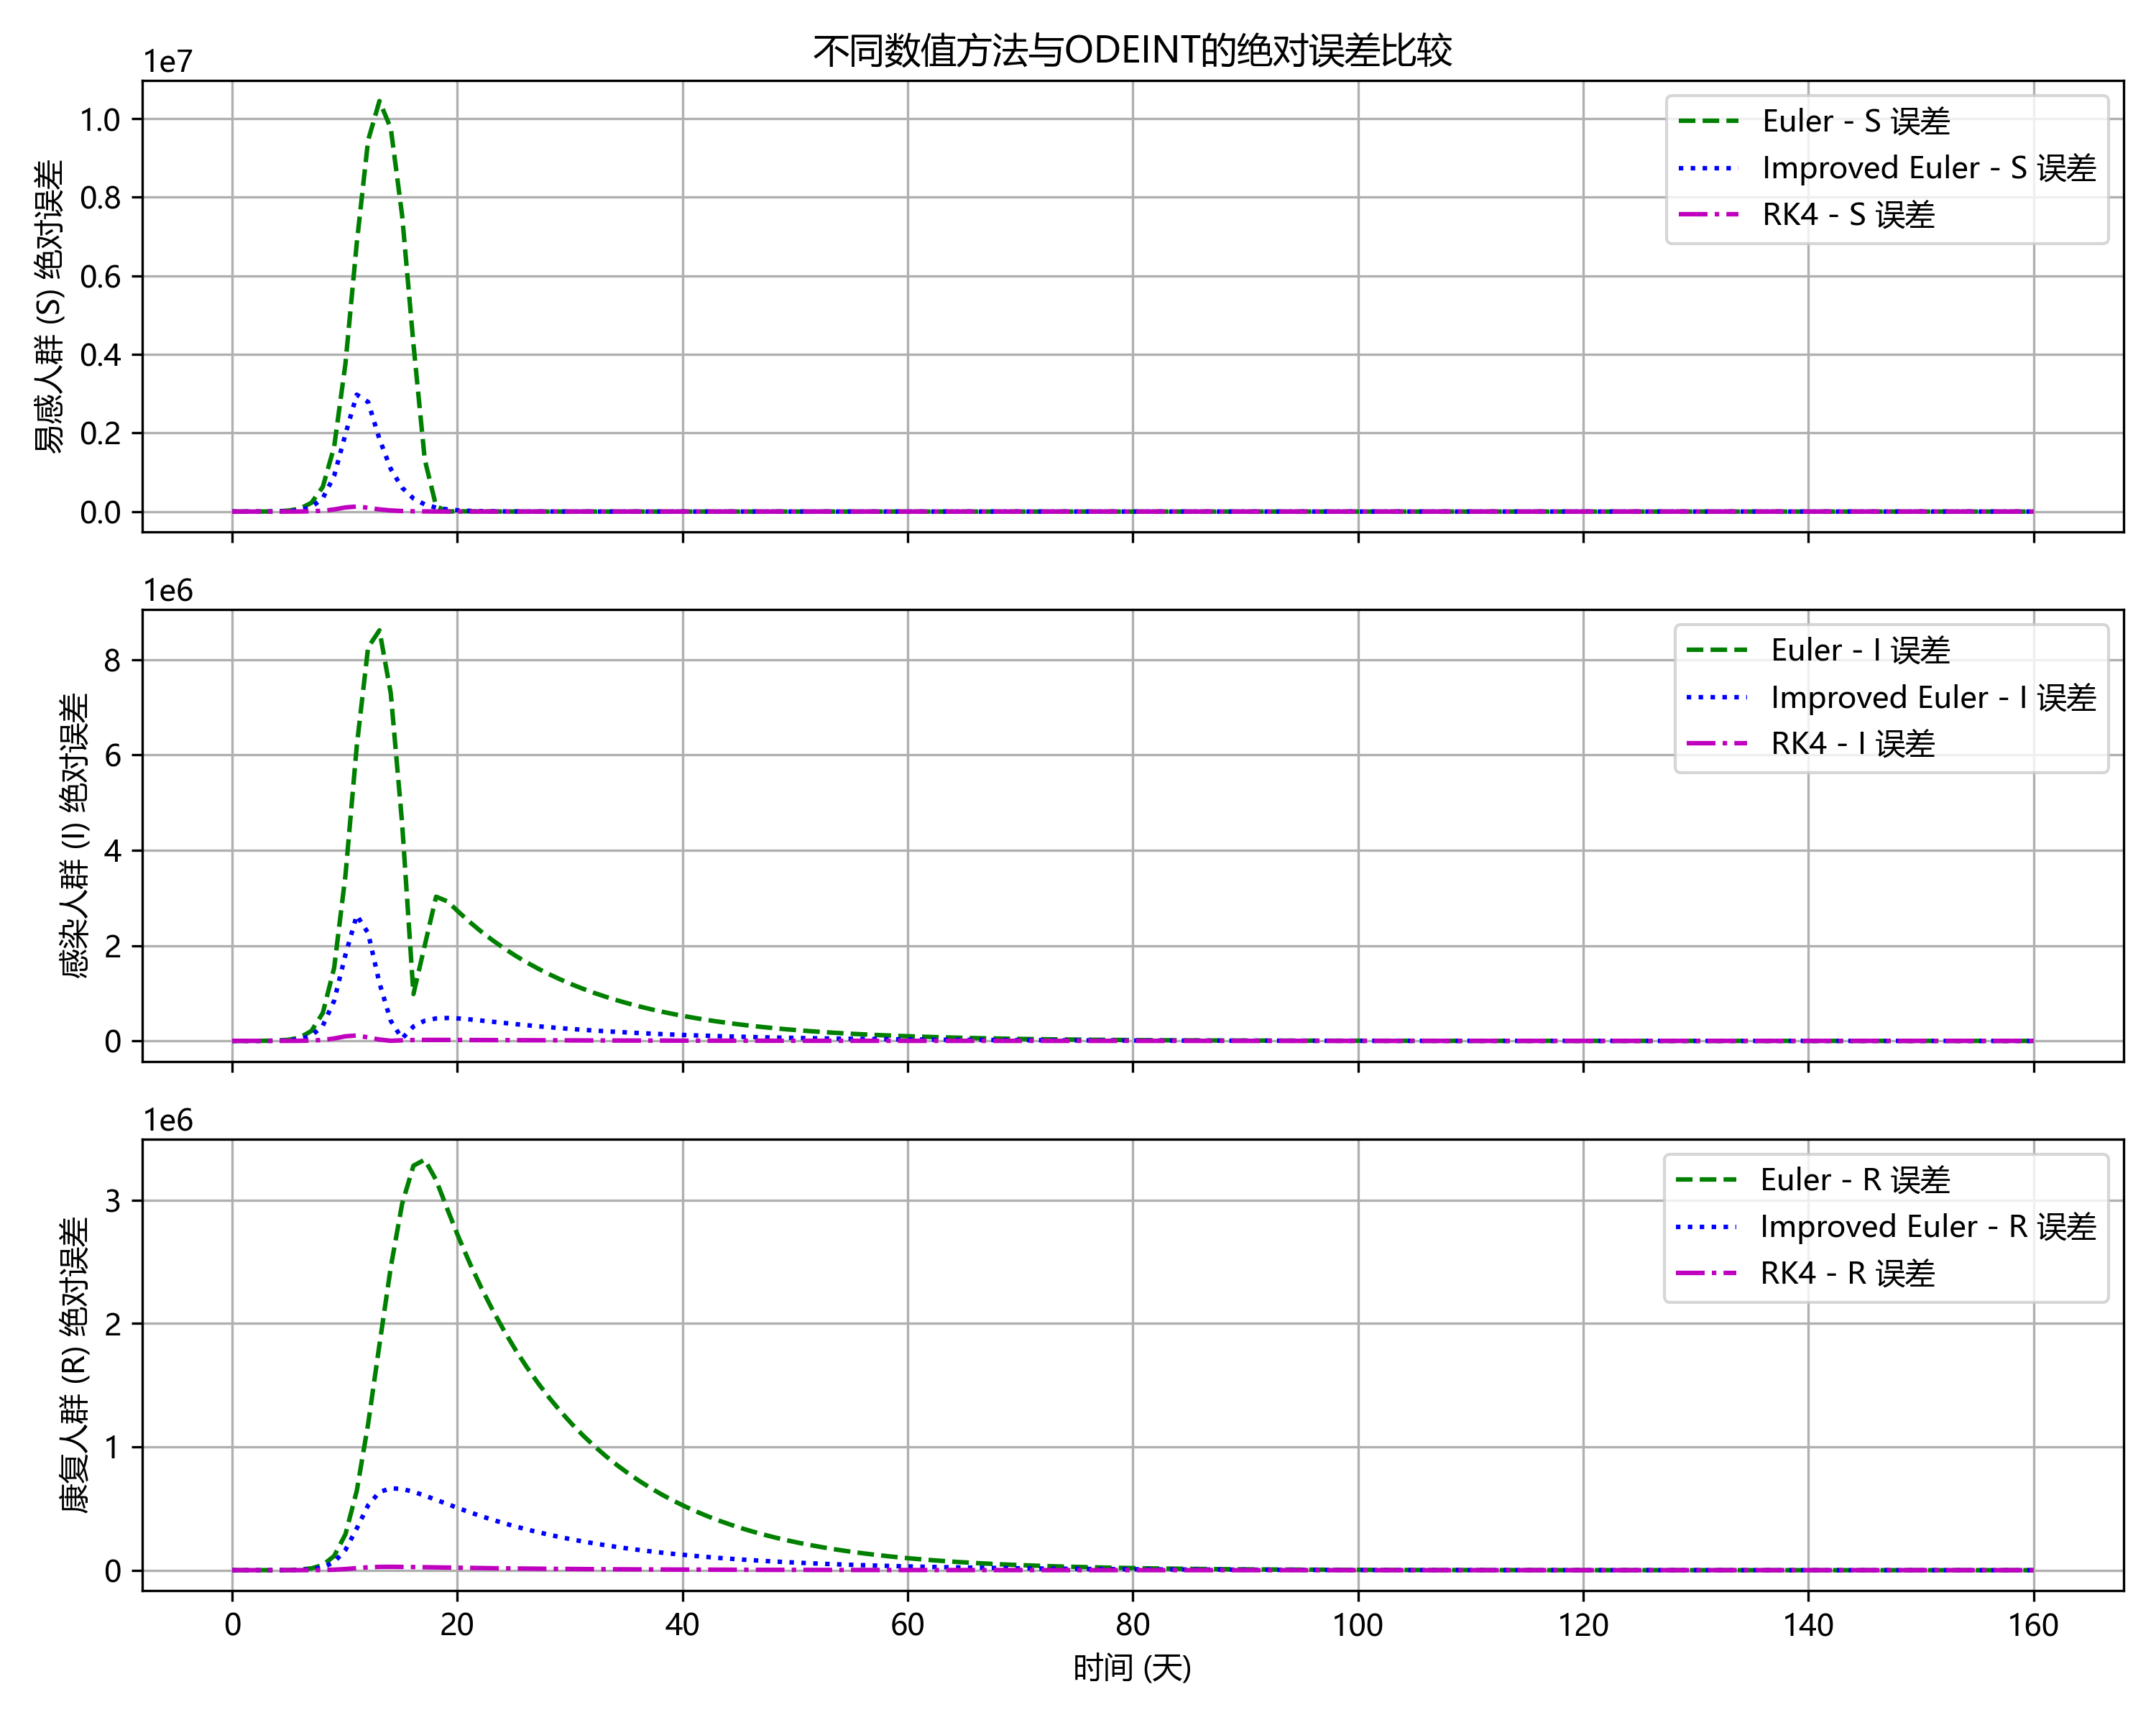 不同数值方法与ODEINT的绝对误差比较
1e7
易感人群 (S) 绝对误差
1.0
0.8
0.6
0.4
0.2
0.0
Euler - S 误差
Improved Euler - S 误差
RK4 - S 误差
1e6
感染人群 (I) 绝对误差
8
6
4
2
0
Euler - I 误差
Improved Euler - I 误差
RK4 - I 误差
1e6
康复人群 (R) 绝对误差
3
2
1
0
Euler - R 误差
Improved Euler - R 误差
RK4 - R 误差
0 20 40 60 80 100 120 140 160
时间 (天)